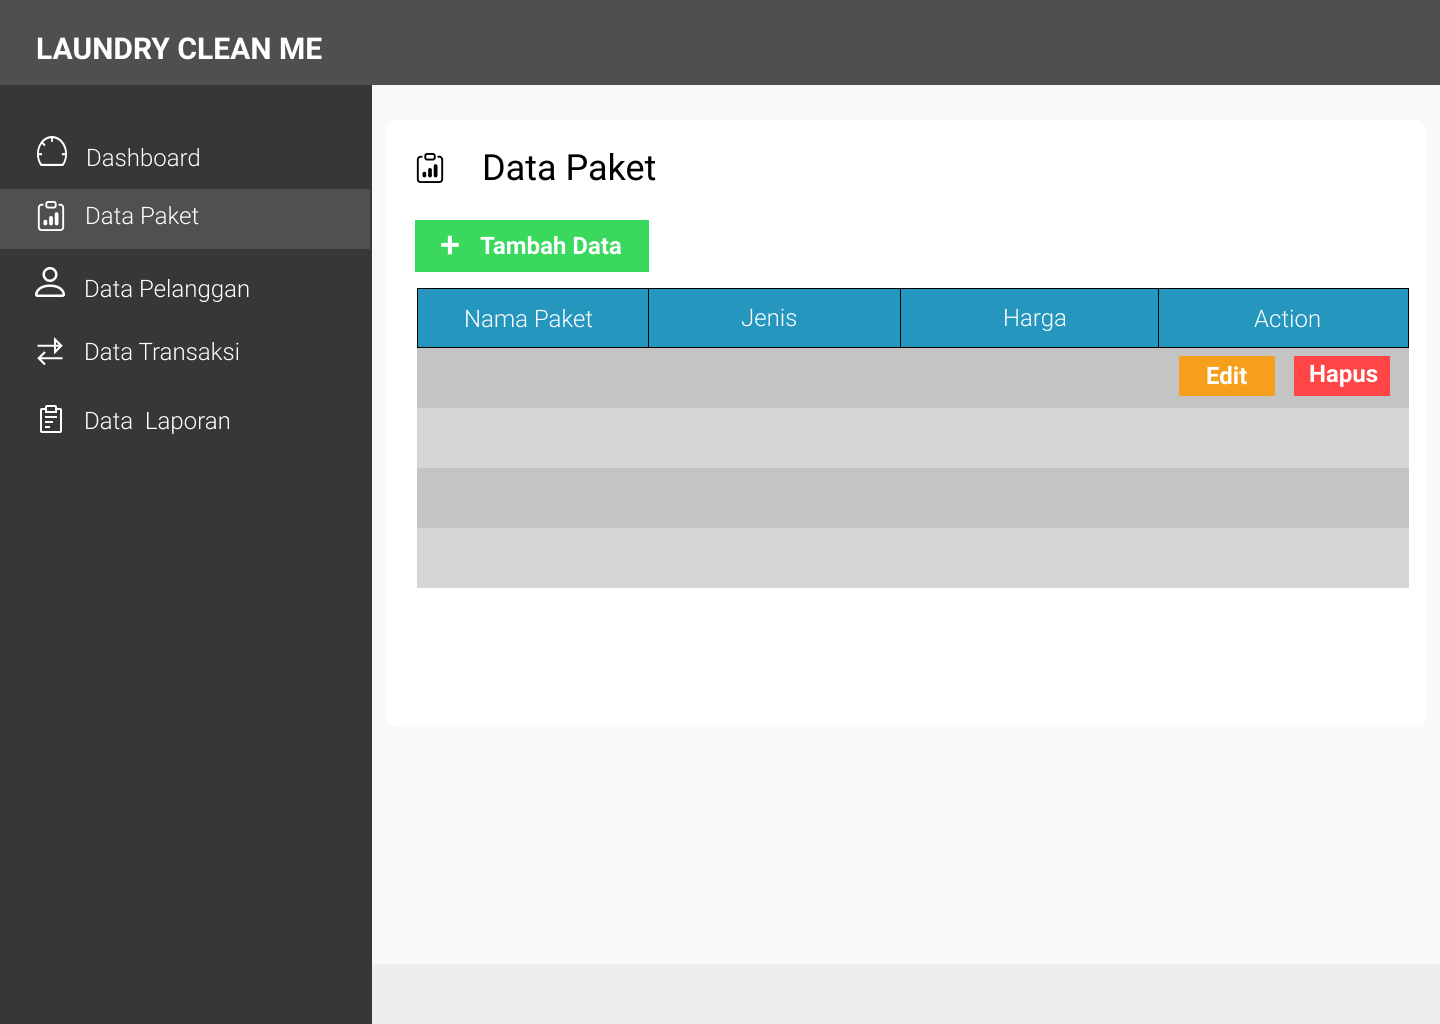 LAUNDRY CLEAN ME
Dashboard
Data Paket
Data Pelanggan
Data Transaksi
Data  Laporan
Data Paket
+ Tambah Data
Nama Paket Jenis Harga Action
Edit Hapus